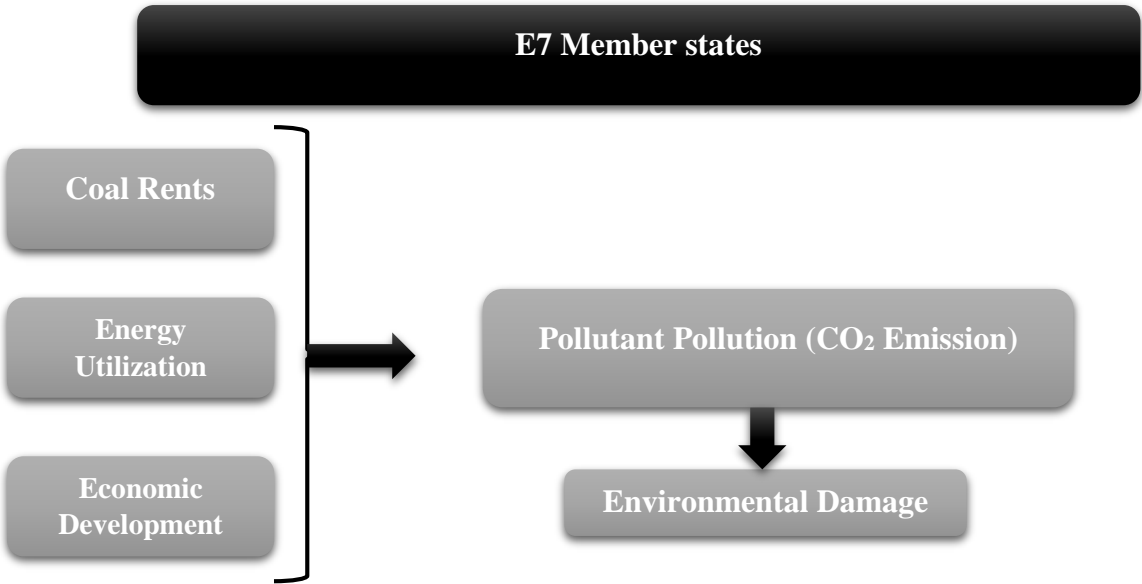 E7 Member states
Coal Rents
Energy
Utilization
Economic
Development
Pollutant Pollution (CO₂ Emission)
Environmental Damage